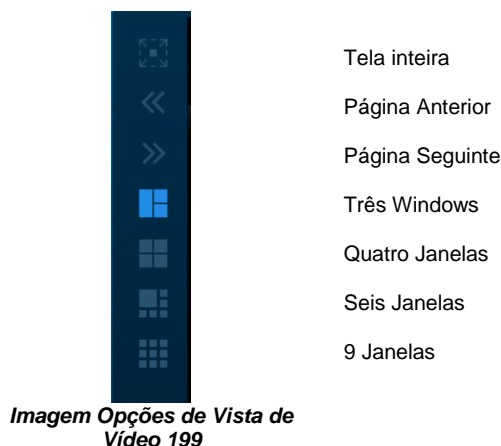 Tela inteira
Página Anterior
Página Seguinte
Três Windows
Quatro Janelas
Seis Janelas
9 Janelas
Imagem Opções de Vista de
Vídeo 199